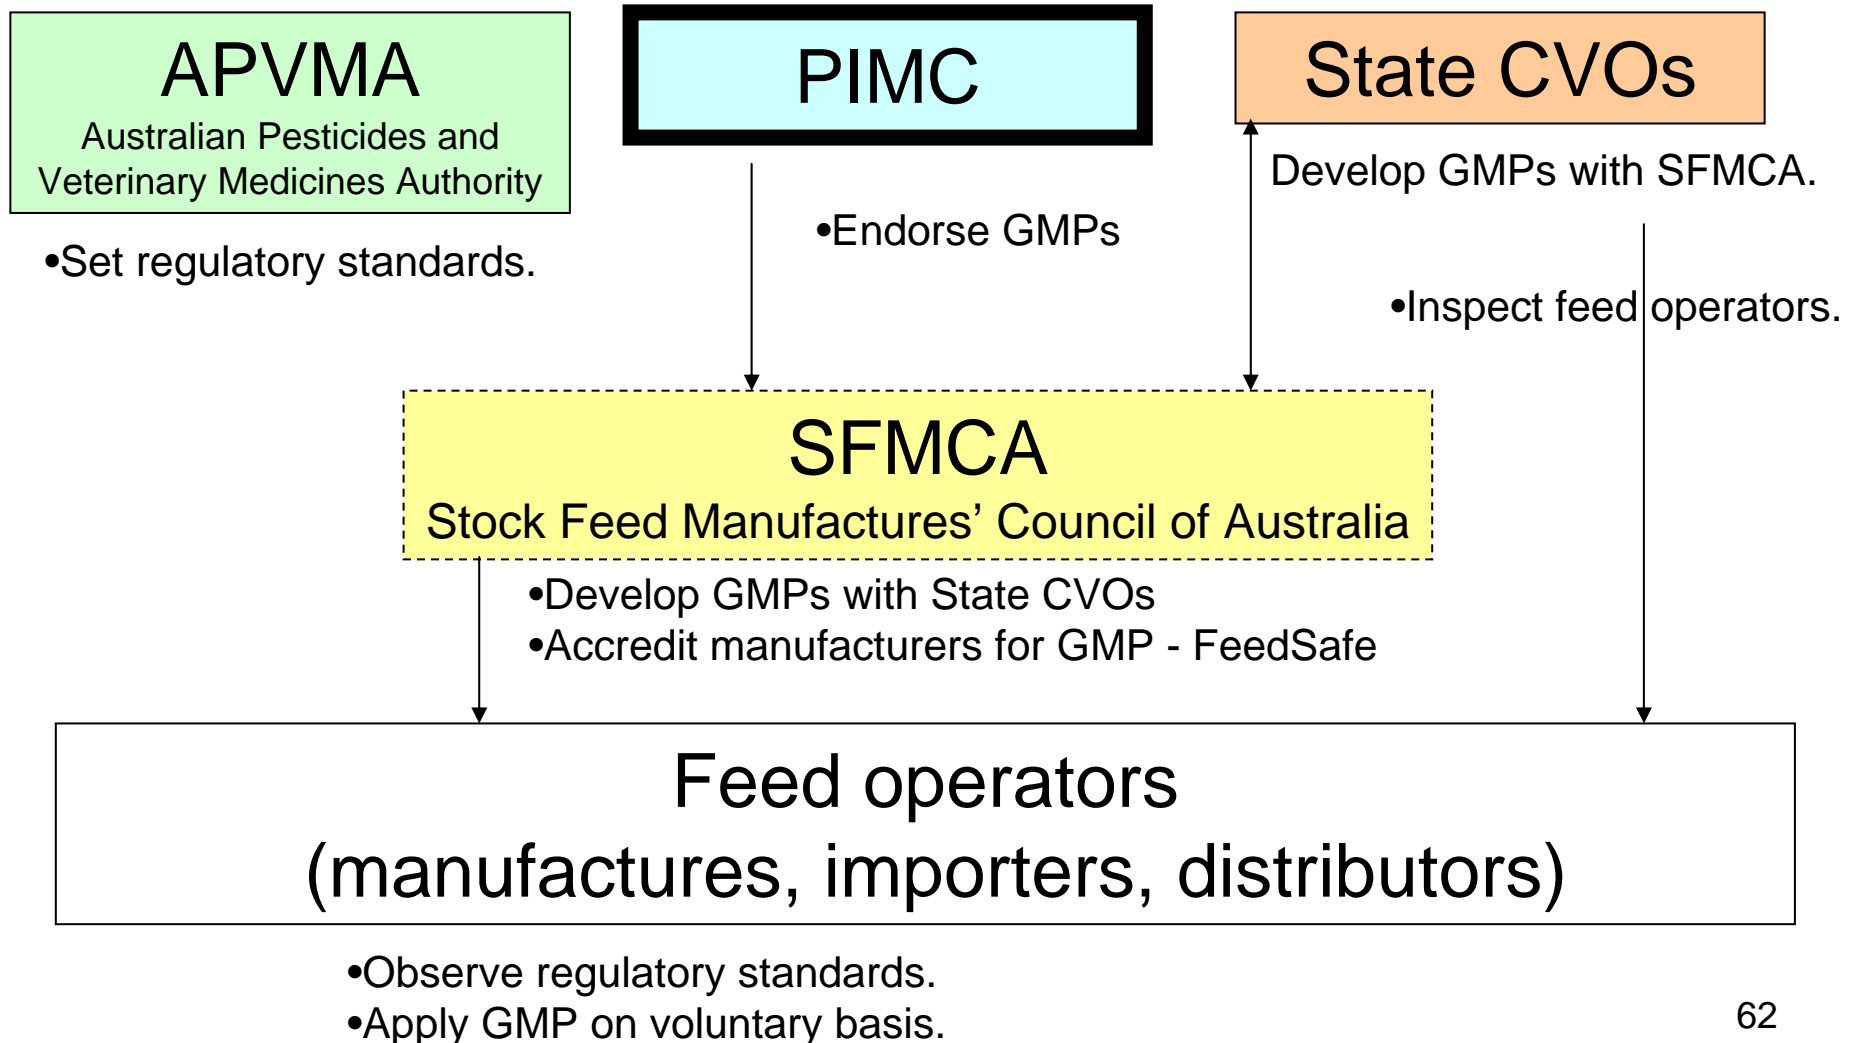 APVMA
Australian Pesticides and
Veterinary Medicines Authority
•Set regulatory standards.
PIMC
•Endorse GMPs
State CVOs
Develop GMPs with SFMCA.
•Inspect feed operators.
SFMCA
Stock Feed Manufactures’ Council of Australia
•Develop GMPs with State CVOs
•Accredit manufacturers for GMP - FeedSafe
Feed operators
(manufactures, importers, distributors)
•Observe regulatory standards.
•Apply GMP on voluntary basis.
62